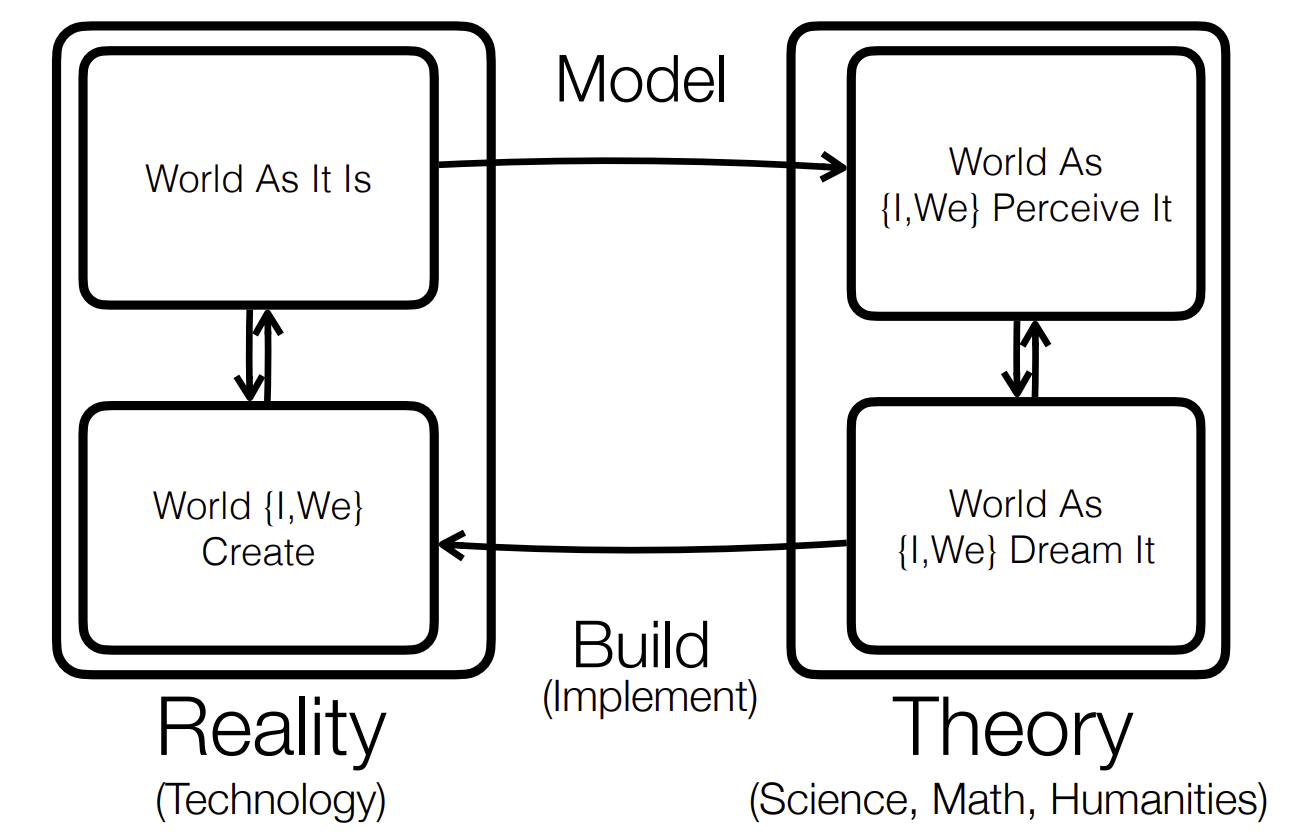 Model
World As It Is
World As
{I,We} Perceive It
World {I,We}
Create
World As
{I,We} Dream It
Build
(Implement)
Reality
(Technology)
Theory
(Science, Math, Humanities)